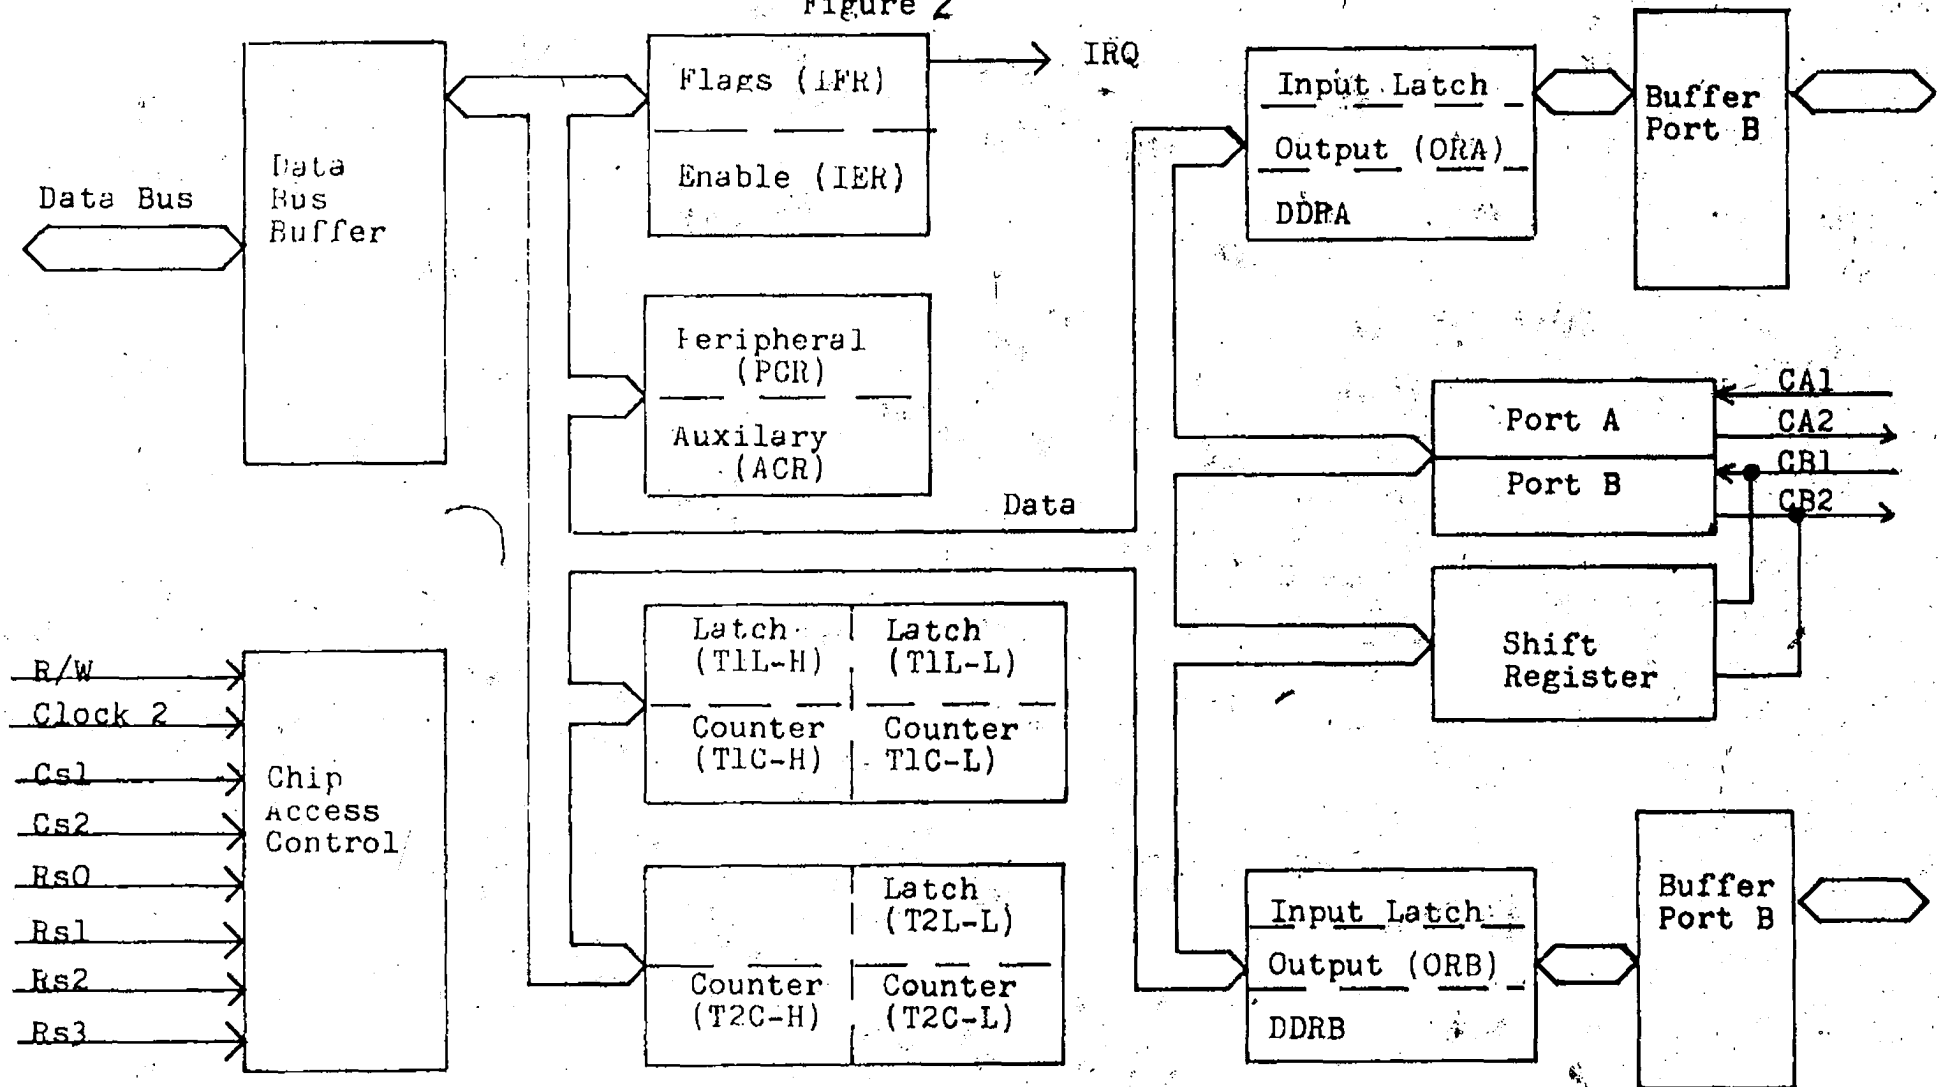 Figure 2
Data Bus
Data
Bus
Buffer
Flags (IFR)
Enable (IER)
IRQ
Peripheral
(PCR)
Auxilary
(ACR)
Data
Input Latch
Output (ORA)
DDRA
Buffer
Port B
Port A
Port B
CA1
CA2
CB1
CB2
Shift
Register
R/W
Clock 2
Cs1
Cs2
Rs0
Rs1
Rs2
Rs3
Chip
Access
Control
Latch
(T1L-H)
Latch
(T1L-L)
Counter
(T1C-H)
Counter
T1C-L)
Latch
(T2L-L)
Counter
(T2C-H)
Counter
(T2C-L)
Input Latch
Output (ORB)
DDRB
Buffer
Port B